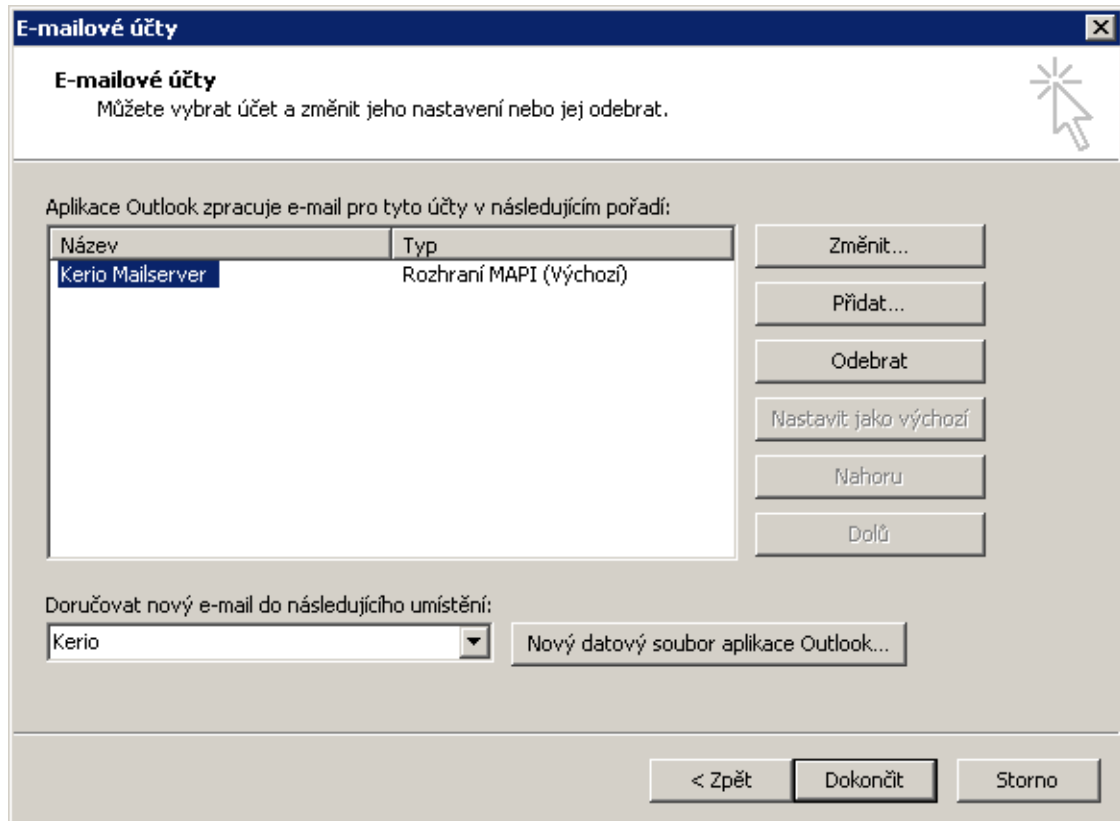 E-mailové účty
E-mailové účty
Můžete vybrat účet a změnit jeho nastavení nebo jej odebrat.
Aplikace Outlook zpracuje e-mail pro tyto účty v následujícím pořadí:
Název Typ
Kerio Mailserver Rozhraní MAPI (Výchozí)
Změnit...
Přidat...
Odebrat
Nastavit jako výchozí
Nahoru
Dolů
Doručovat nový e-mail do následujícího umístění:
Kerio Nový datový soubor aplikace Outlook...
< Zpět Dokončit Storno